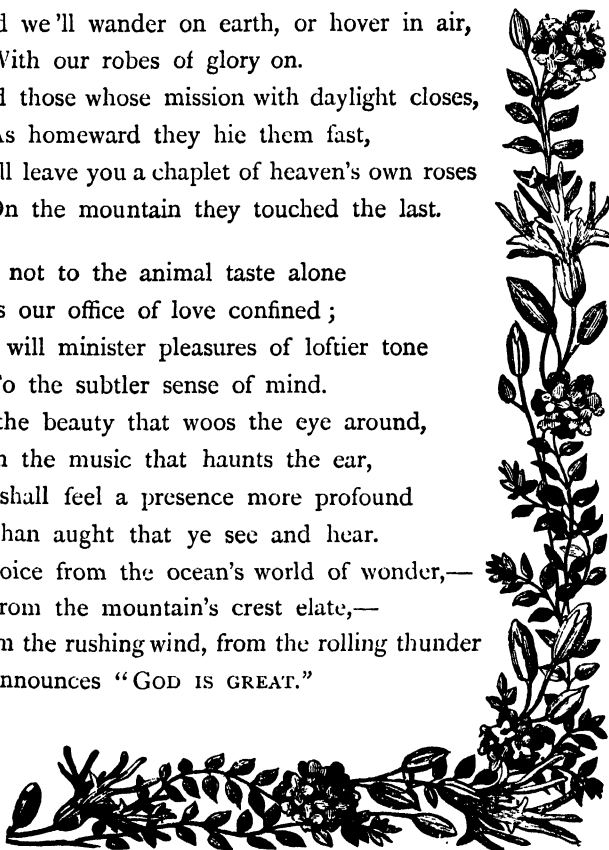 d we'll wander on earth, or hover in air,
With our robes of glory on.
d those whose mission with daylight closes,
As homeward they hie them fast,
ll leave you a chaplet of heaven's own roses
On the mountain they touched the last.
not to the animal taste alone
s our office of love confined;
will minister pleasures of loftier tone
To the subtler sense of mind.
the beauty that woos the eye around,
n the music that haunts the ear,
shall feel a presence more profound
han aught that ye see and hear.
oice from the ocean's world of wonder,—
rom the mountain's crest elate,—
m the rushing wind, from the rolling thunder
nnounces "GOD IS GREAT."